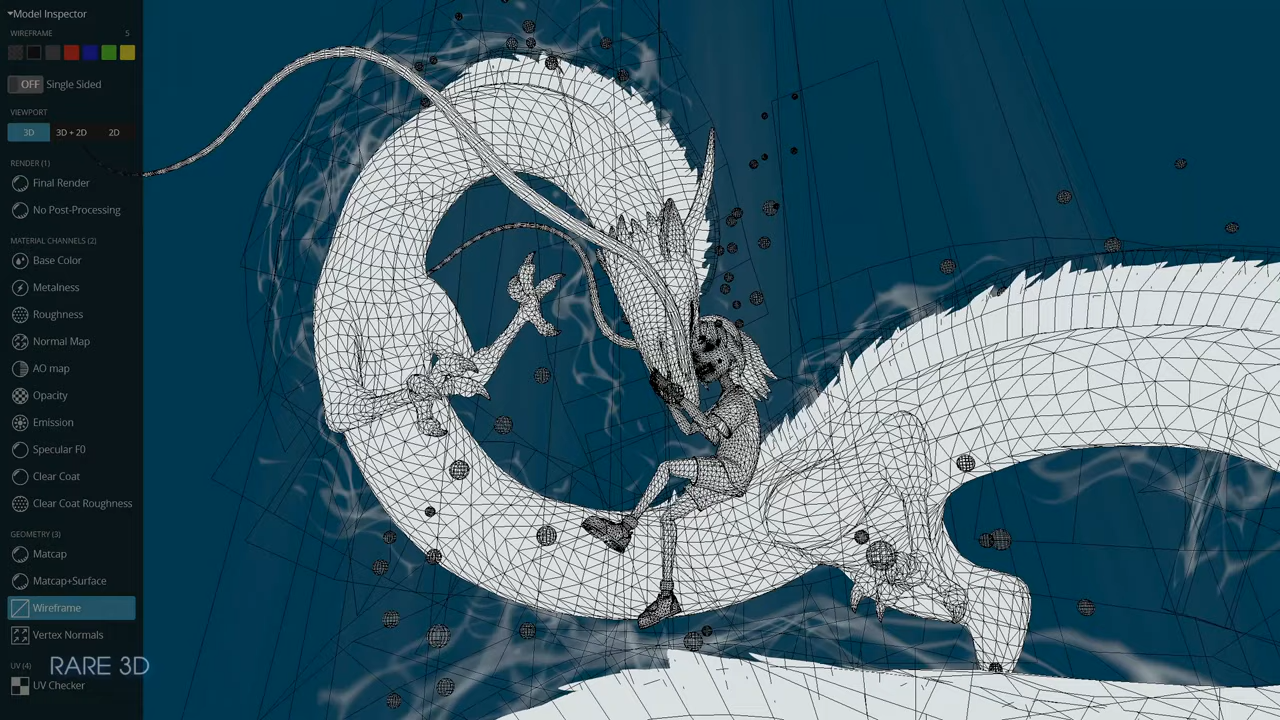 Model Inspector
WIREFRAME 5
OFF Single Sided
VIEWPORT
3D 3D + 2D 2D
RENDER (1)
Final Render
No Post-Processing
MATERIAL CHANNELS (2)
Base Color
Metalness
Roughness
Normal Map
AO map
Opacity
Emission
Specular F0
Clear Coat
Clear Coat Roughness
GEOMETRY (3)
Matcap
Matcap+Surface
Wireframe
Vertex Normals
UV (4)
RARE 3D
UV Checker